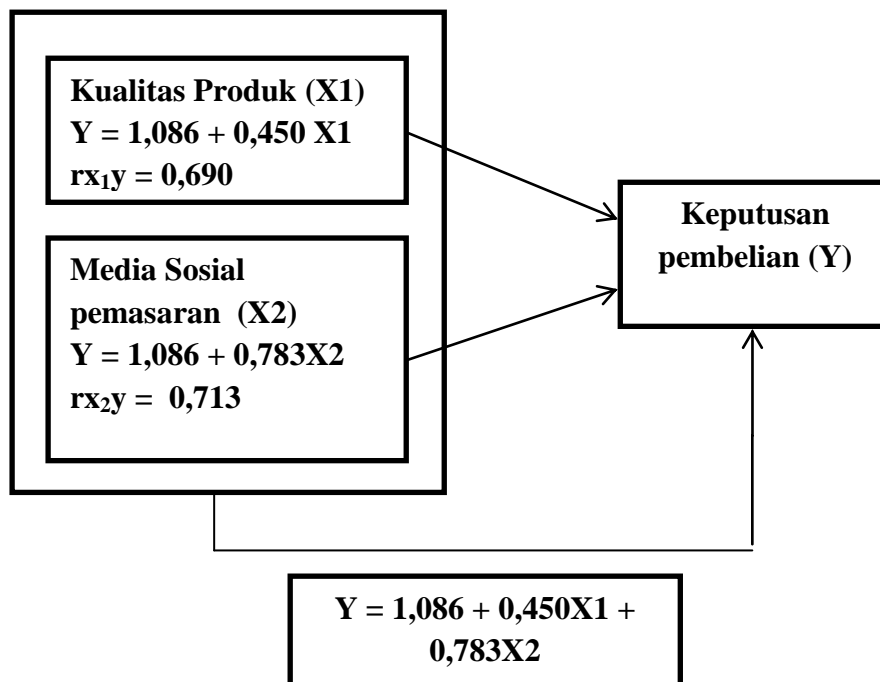 Kualitas Produk (X1)
Y = 1,086 + 0,450 X1
rx₁y = 0,690
Media Sosial
pemasaran (X2)
Y = 1,086 + 0,783X2
rx₂y = 0,713
Keputusan
pembelian (Y)
Y = 1,086 + 0,450X1 +
0,783X2